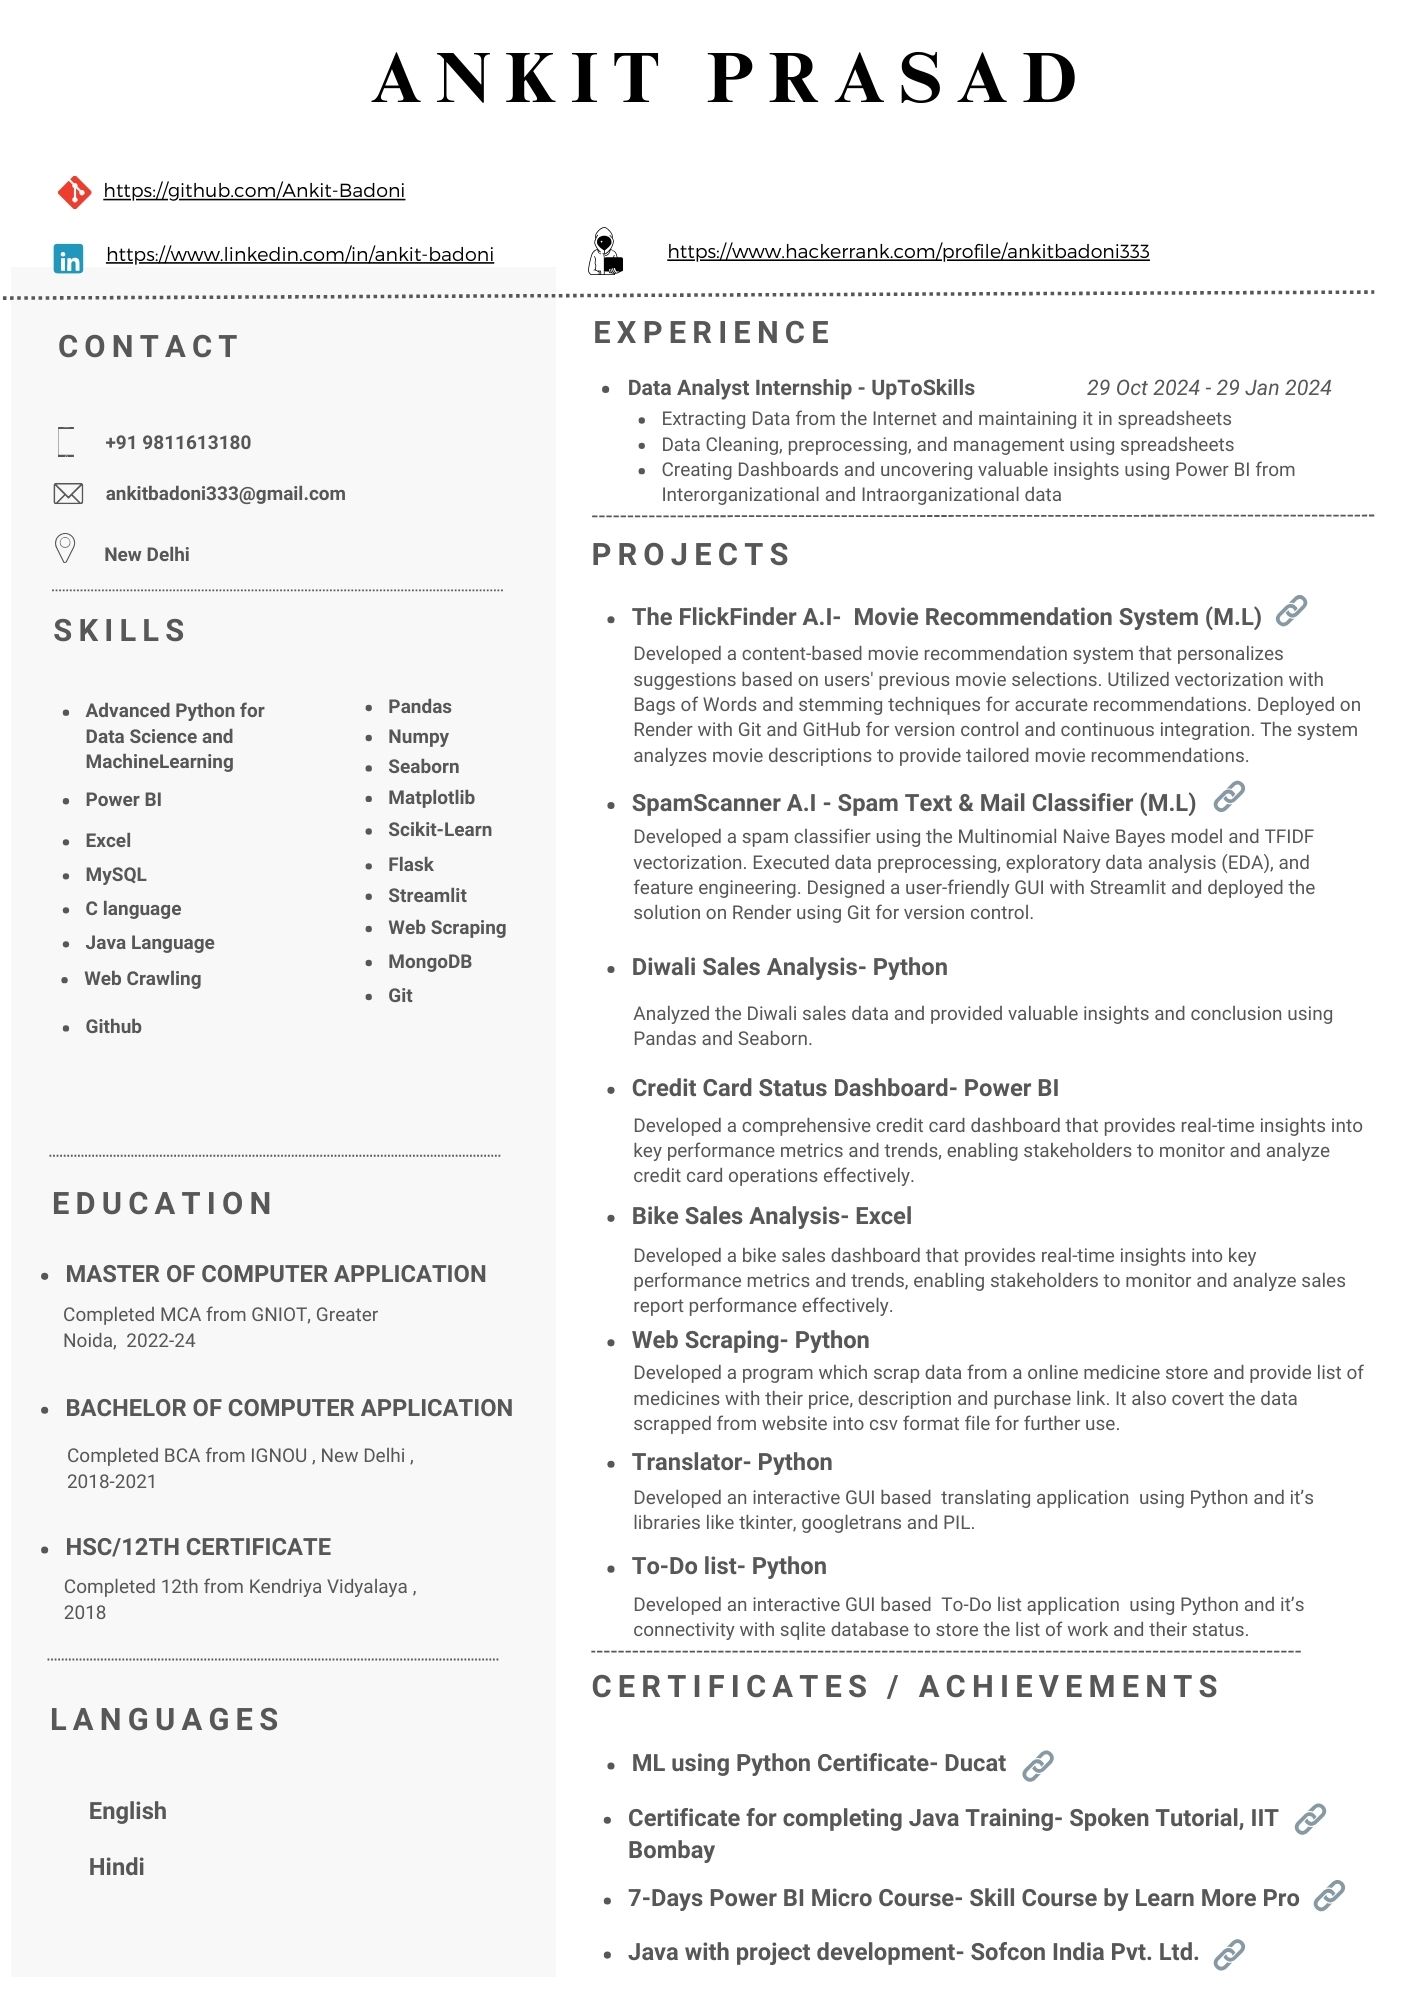 ANKIT PRASAD
https://github.com/Ankit-Badoni
https://www.linkedin.com/in/ankit-badoni
https://www.hackerrank.com/profile/ankitbadoni333
CONTACT
+91 9811613180
ankitbadoni333@gmail.com
New Delhi
SKILLS
Advanced Python for
Data Science and
MachineLearning
Power BI
Excel
MySQL
C language
Java Language
Web Crawling
Github
Pandas
Numpy
Seaborn
Matplotlib
Scikit-Learn
Flask
Streamlit
Web Scraping
MongoDB
Git
EDUCATION
MASTER OF COMPUTER APPLICATION
Completed MCA from GNIOT, Greater
Noida,  2022-24
BACHELOR OF COMPUTER APPLICATION
Completed BCA from IGNOU , New Delhi ,
2018-2021
HSC/12TH CERTIFICATE
Completed 12th from Kendriya Vidyalaya ,
2018
LANGUAGES
English
Hindi
EXPERIENCE
Data Analyst Internship - UpToSkills 29 Oct 2024 - 29 Jan 2024
Extracting Data from the Internet and maintaining it in spreadsheets
Data Cleaning, preprocessing, and management using spreadsheets
Creating Dashboards and uncovering valuable insights using Power BI from
Interorganizational and Intraorganizational data
PROJECTS
The FlickFinder A.I-  Movie Recommendation System (M.L)
Developed a content-based movie recommendation system that personalizes
suggestions based on users' previous movie selections. Utilized vectorization with
Bags of Words and stemming techniques for accurate recommendations. Deployed on
Render with Git and GitHub for version control and continuous integration. The system
analyzes movie descriptions to provide tailored movie recommendations.
SpamScanner A.I - Spam Text & Mail Classifier (M.L)
Developed a spam classifier using the Multinomial Naive Bayes model and TFIDF
vectorization. Executed data preprocessing, exploratory data analysis (EDA), and
feature engineering. Designed a user-friendly GUI with Streamlit and deployed the
solution on Render using Git for version control.
Diwali Sales Analysis- Python
Analyzed the Diwali sales data and provided valuable insights and conclusion using
Pandas and Seaborn.
Credit Card Status Dashboard- Power BI
Developed a comprehensive credit card dashboard that provides real-time insights into
key performance metrics and trends, enabling stakeholders to monitor and analyze
credit card operations effectively.
Bike Sales Analysis- Excel
Developed a bike sales dashboard that provides real-time insights into key
performance metrics and trends, enabling stakeholders to monitor and analyze sales
report performance effectively.
Web Scraping- Python
Developed a program which scrap data from a online medicine store and provide list of
medicines with their price, description and purchase link. It also covert the data
scrapped from website into csv format file for further use.
Translator- Python
Developed an interactive GUI based  translating application  using Python and it’s
libraries like tkinter, googletrans and PIL.
To-Do list- Python
Developed an interactive GUI based  To-Do list application  using Python and it’s
connectivity with sqlite database to store the list of work and their status.
CERTIFICATES / ACHIEVEMENTS
ML using Python Certificate- Ducat
Certificate for completing Java Training- Spoken Tutorial, IIT
Bombay
7-Days Power BI Micro Course- Skill Course by Learn More Pro
Java with project development- Sofcon India Pvt. Ltd.